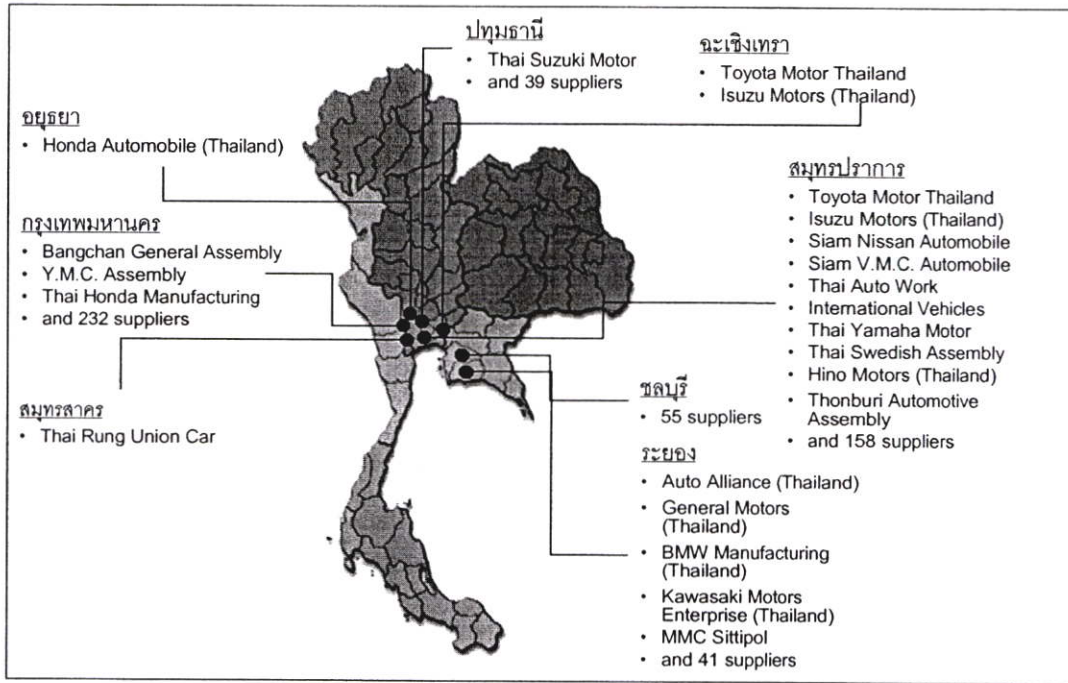 ปทุมธานี
• Thai Suzuki Motor
• and 39 suppliers
ฉะเชิงเทรา
• Toyota Motor Thailand
• Isuzu Motors (Thailand)
อยุธยา
• Honda Automobile (Thailand)
กรุงเทพมหานคร
• Bangchan General Assembly
• Y.M.C. Assembly
• Thai Honda Manufacturing
• and 232 suppliers
สมุทรสาคร
• Thai Rung Union Car
สมุทรปราการ
• Toyota Motor Thailand
• Isuzu Motors (Thailand)
• Siam Nissan Automobile
• Siam V.M.C. Automobile
• Thai Auto Work
• International Vehicles
• Thai Yamaha Motor
• Thai Swedish Assembly
• Hino Motors (Thailand)
• Thonburi Automotive
Assembly
• and 158 suppliers
ชลบุรี
• 55 suppliers
ระยอง
• Auto Alliance (Thailand)
• General Motors
(Thailand)
• BMW Manufacturing
(Thailand)
• Kawasaki Motors
Enterprise (Thailand)
• MMC Sittipol
• and 41 suppliers